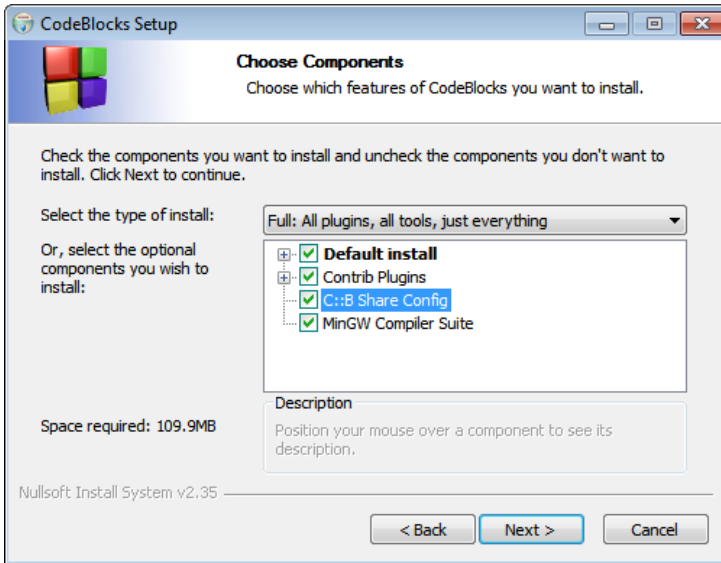 CodeBlocks Setup
Choose Components
Choose which features of CodeBlocks you want to install.
Check the components you want to install and uncheck the components you don't want to
install. Click Next to continue.
Select the type of install:
Full: All plugins, all tools, just everything
Or, select the optional
components you wish to
install:
Default install
Contrib Plugins
C::B Share Config
MinGW Compiler Suite
Space required: 109.9MB
Description
Position your mouse over a component to see its
description.
Nullsoft Install System v2.35
< Back
Next >
Cancel